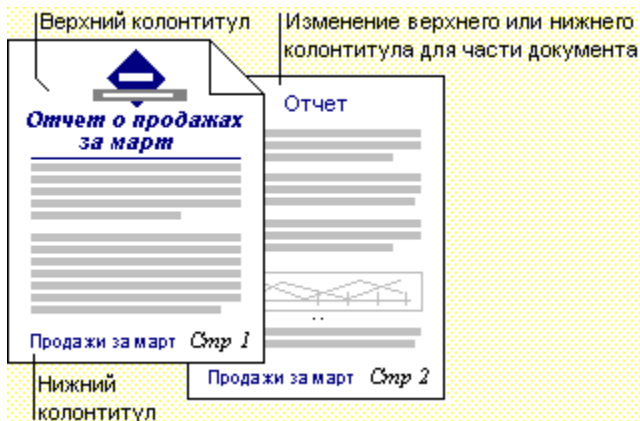 Верхний колонтитул
Изменение верхнего или нижнего
колонтитула для части документа
Отчет о продажах
за март
Продажи за март Стр 1
Отчет
Продажи за март Стр 2
Нижний
колонтитул